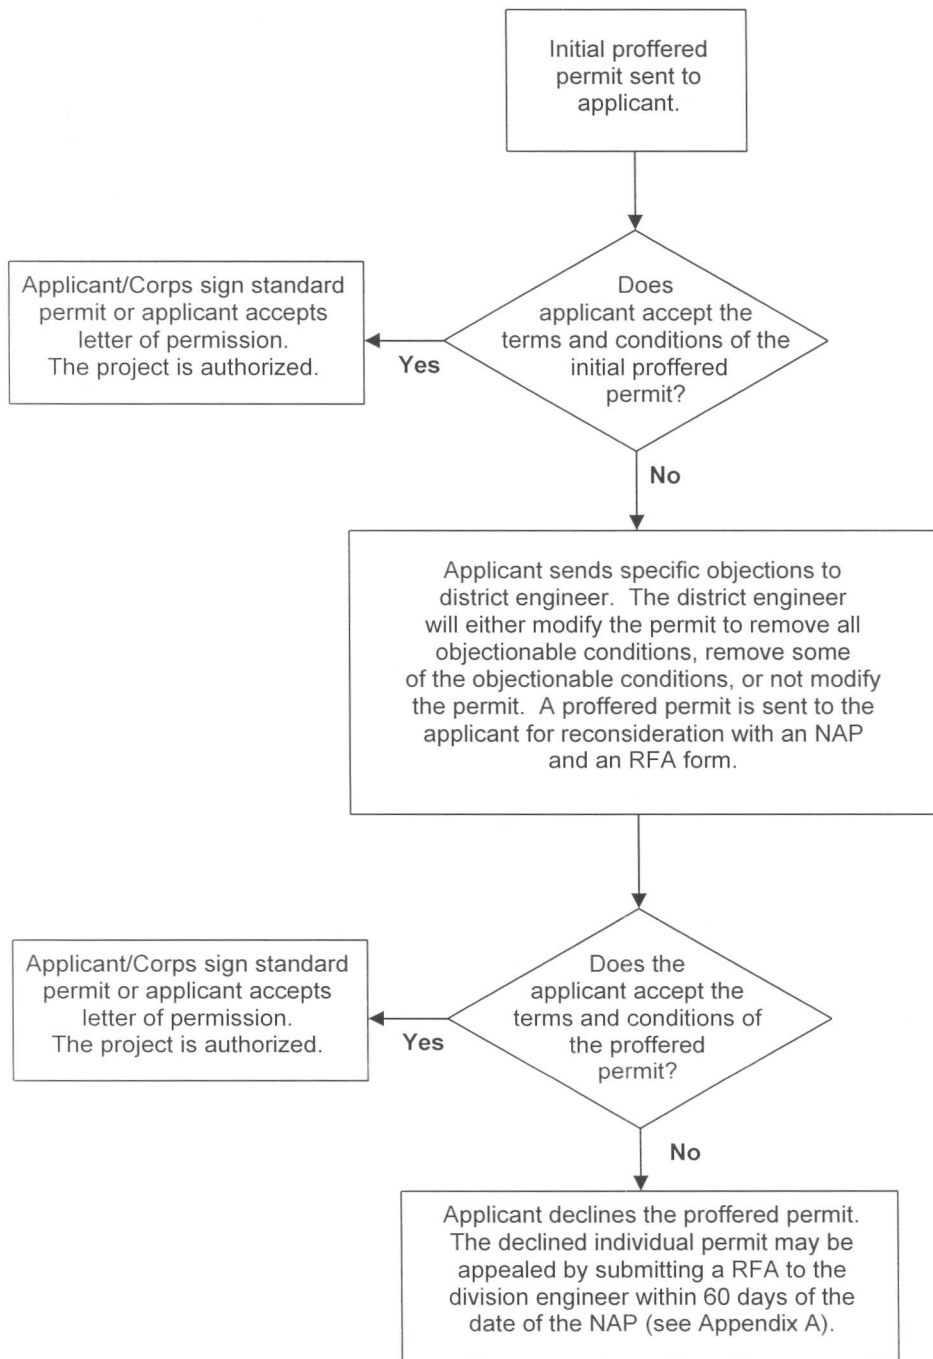 Initial proffered
permit sent to
applicant.
Does
applicant accept the
terms and conditions of the
initial proffered
permit?
Applicant/Corps sign standard
permit or applicant accepts
letter of permission.
The project is authorized.
Yes
No
Applicant sends specific objections to
district engineer. The district engineer
will either modify the permit to remove all
objectionable conditions, remove some
of the objectionable conditions, or not modify
the permit. A proffered permit is sent to the
applicant for reconsideration with an NAP
and an RFA form.
Does the
applicant accept the
terms and conditions of
the proffered
permit?
Applicant/Corps sign standard
permit or applicant accepts
letter of permission.
The project is authorized.
Yes
No
Applicant declines the proffered permit.
The declined individual permit may be
appealed by submitting a RFA to the
division engineer within 60 days of the
date of the NAP (see Appendix A).